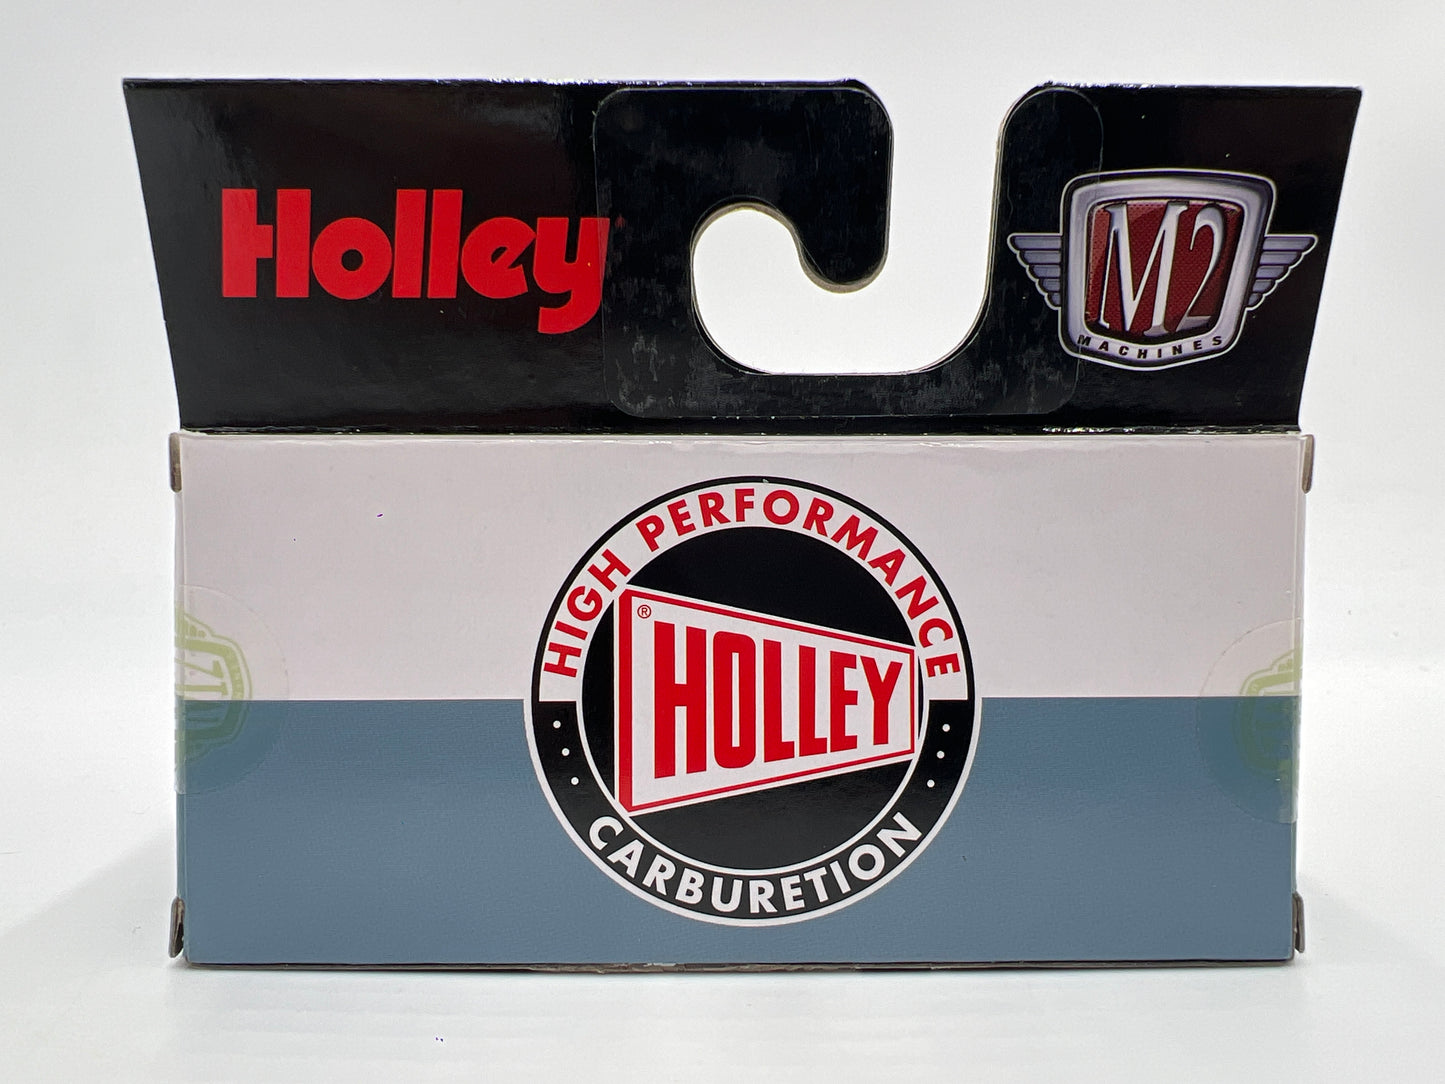 Holley
M2
MACHINES
HIGH PERFORMANCE
® HOLLEY
CARBURETION